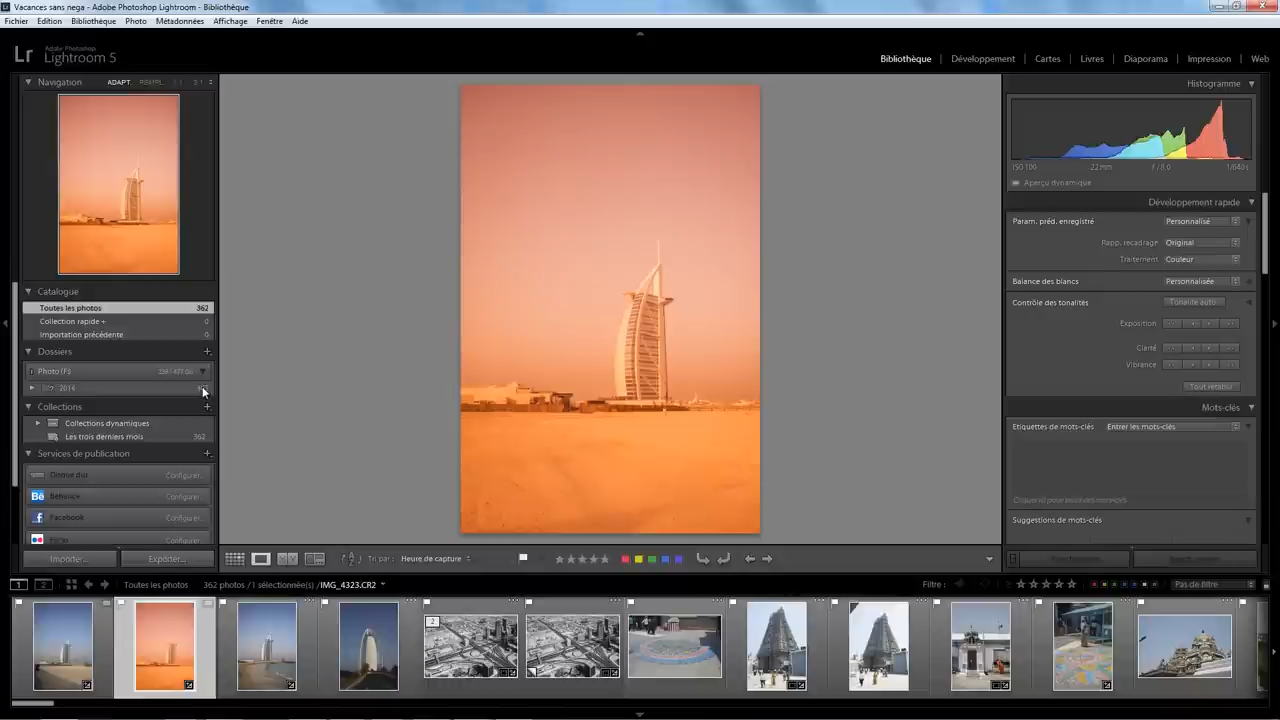 Vacances sans nega - Adobe Photoshop Lightroom - Bibliothèque
Fichier Edition Bibliothèque Photo Métadonnées Affichage Fenêtre Aide
Lr Adobe Photoshop Lightroom 5
Bibliothèque | Développement | Cartes | Livres | Diaporama | Impression | Web
Navigation ADAPT.
Histogramme
ISO 100 22 mm f / 8,0
Aperçu dynamique
Développement rapide
Param. préd. enregistré Personnalisé
Rapp. recadrage Original
Traitement Couleur
Balance des blancs Personnalisée
Contrôle des tonalités Tonalité auto
Exposition
Clarté
Vibrance
Tout rétablir
Mots-clés
Etiquettes de mots-clés Entrer les mots-clés
Suggestions de mots-clés
Catalogue
Toutes les photos 362
Collection rapide + 0
Importation précédente 0
Dossiers +
Photo (F:)
2014
Collections +
Collections dynamiques
Les trois derniers mois 362
Services de publication +
Disque dur Configurer...
Bē Behance Configurer...
f Facebook Configurer...
Importer... Exporter...
Tri par : Heure de capture
1 2 Toutes les photos 362 photos / 1 sélectionnée(s) / IMG_4323.CR2
Filtre : Pas de filtre
2